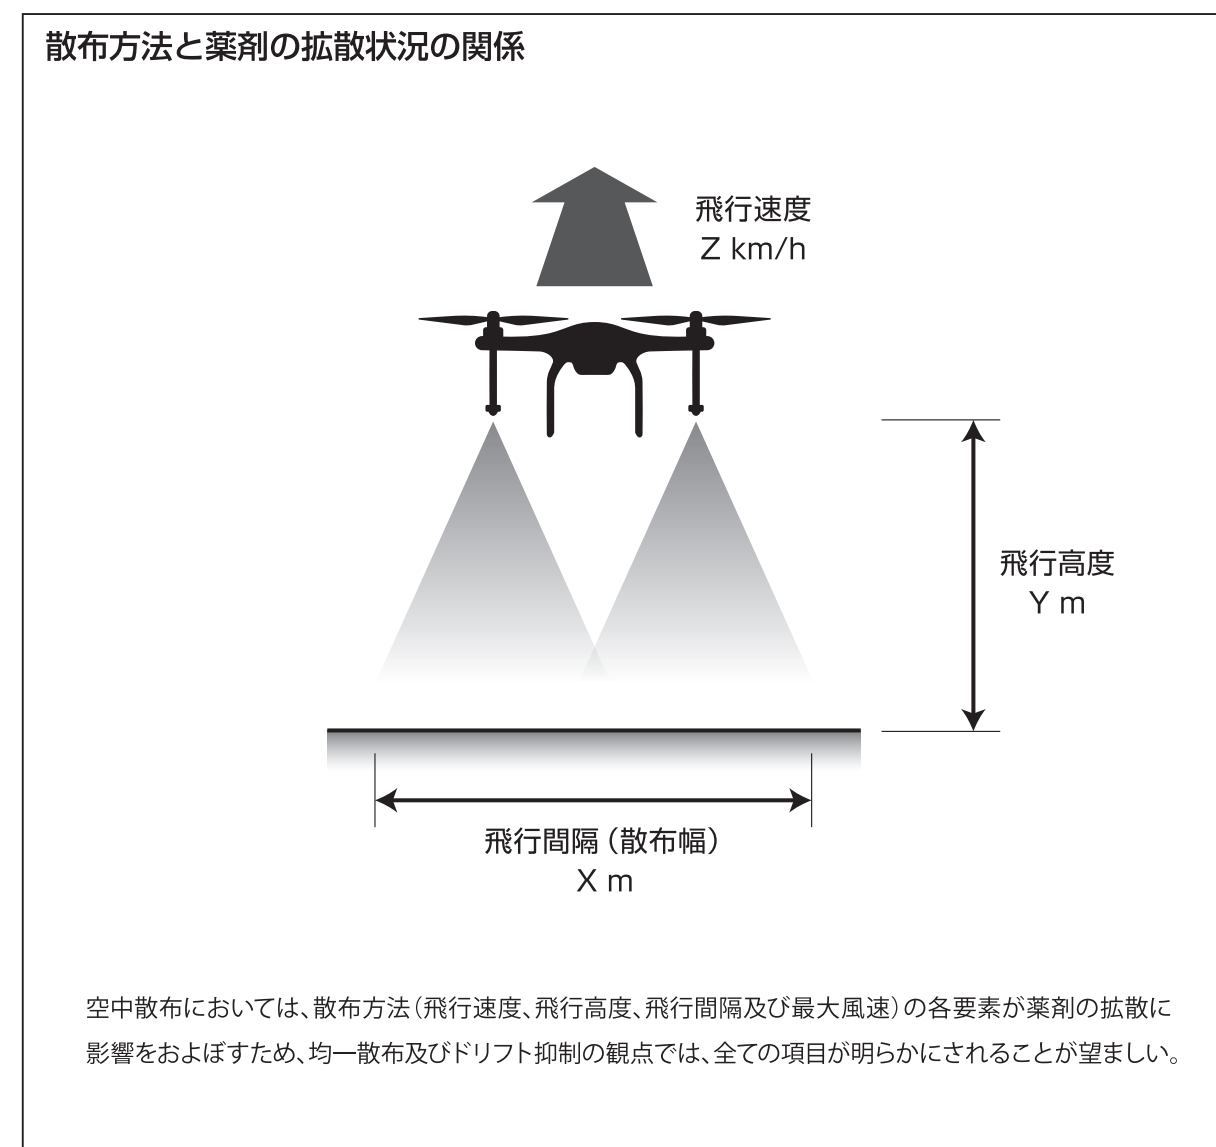 散布方法と薬剤の拡散状況の関係
飛行速度
Z km/h
飛行高度
Y m
飛行間隔（散布幅）
X m
空中散布においては、散布方法（飛行速度、飛行高度、飛行間隔及び最大風速）の各要素が薬剤の拡散に
影響をおよぼすため、均一散布及びドリフト抑制の観点では、全ての項目が明らかにされることが望ましい。